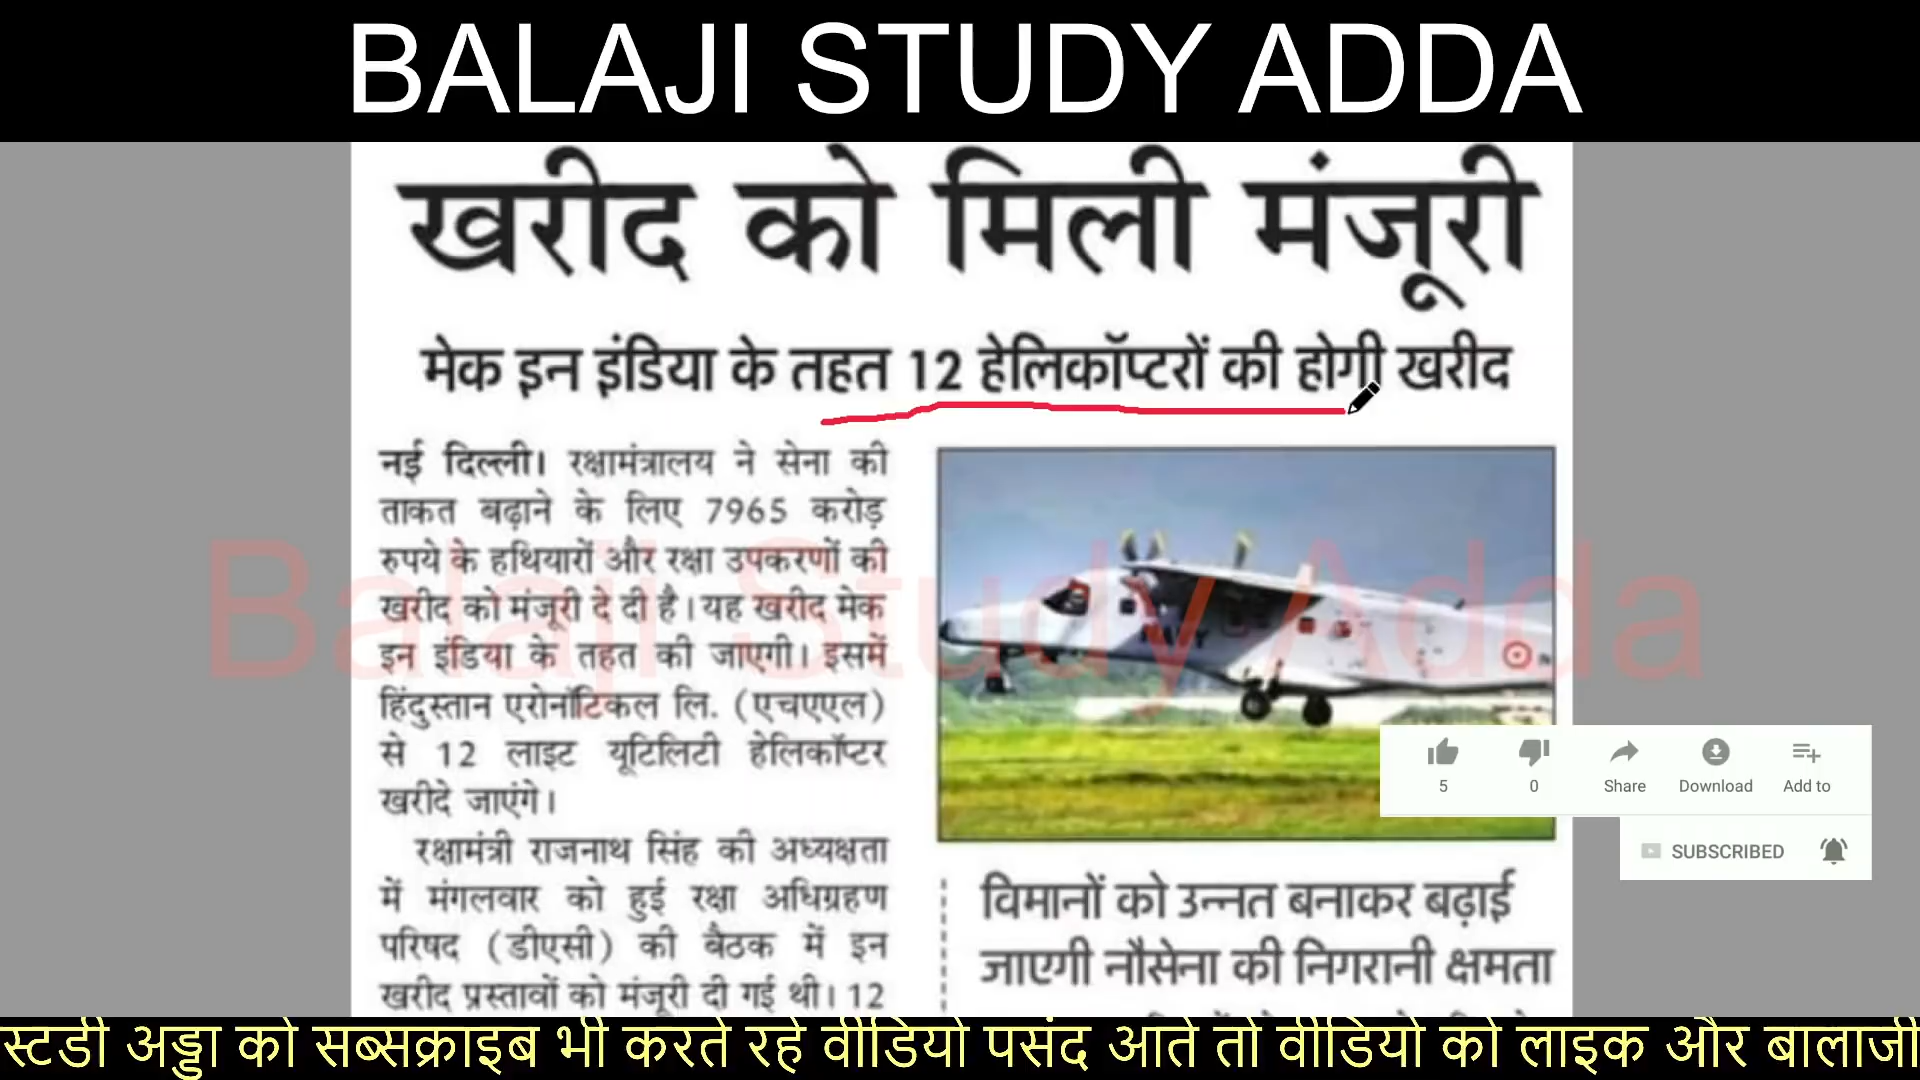 BALAJI STUDY ADDA
खरीद को मिली मंजूरी
मेक इन इंडिया के तहत 12 हेलिकॉप्टरों की होगी खरीद
नई दिल्ली। रक्षामंत्रालय ने सेना की
ताकत बढ़ाने के लिए 7965 करोड़
रुपये के हथियारों और रक्षा उपकरणों की
खरीद को मंजूरी दे दी है। यह खरीद मेक
इन इंडिया के तहत की जाएगी। इसमें
हिंदुस्तान एरोनॉटिकल लि. (एचएएल)
से 12 लाइट यूटिलिटी हेलिकॉप्टर
खरीदे जाएंगे।
रक्षामंत्री राजनाथ सिंह की अध्यक्षता
में मंगलवार को हुई रक्षा अधिग्रहण
परिषद (डीएसी) की बैठक में इन
खरीद प्रस्तावों को मंजूरी दी गई थी। 12
विमानों को उन्नत बनाकर बढ़ाई
जाएगी नौसेना की निगरानी क्षमता
Balaji Study Adda
5 0 Share Download Add to
SUBSCRIBED
स्टडी अड्डा को सब्सक्राइब भी करते रहे वीडियो पसंद आते तो वीडियो को लाइक और बालाजी